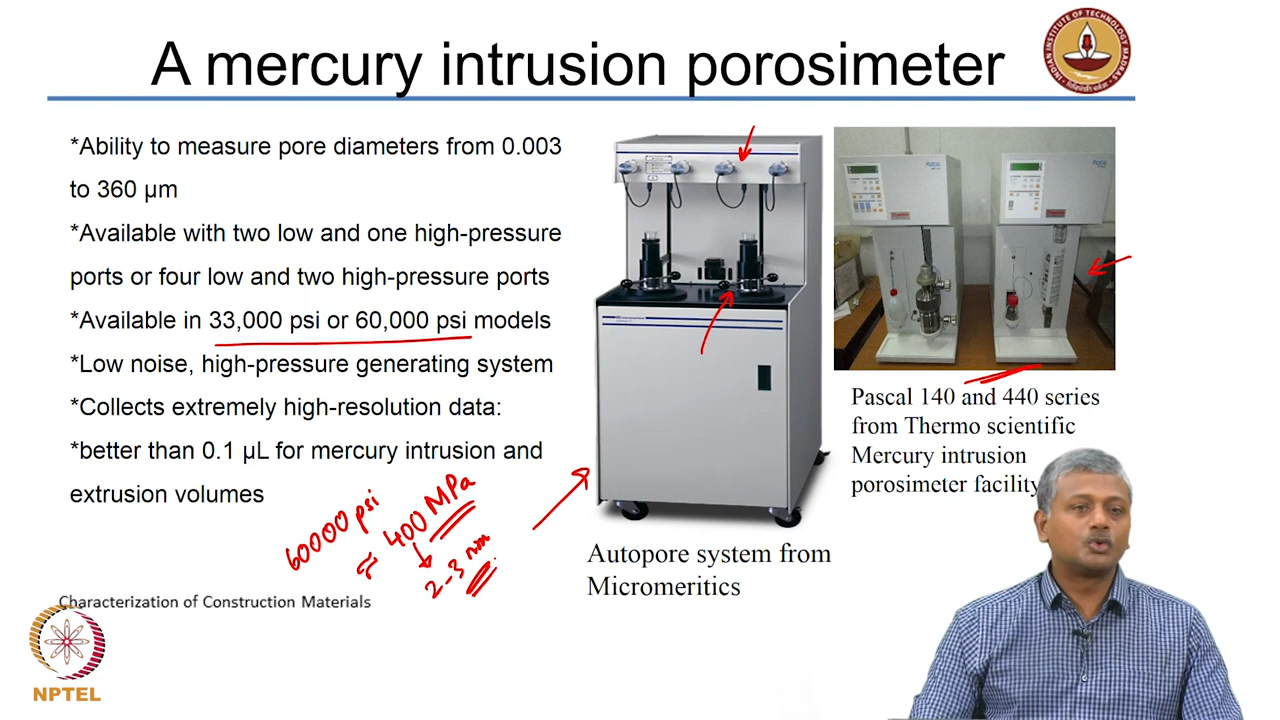 A mercury intrusion porosimeter
*Ability to measure pore diameters from 0.003
to 360 µm
*Available with two low and one high-pressure
ports or four low and two high-pressure ports
*Available in 33,000 psi or 60,000 psi models
*Low noise, high-pressure generating system
*Collects extremely high-resolution data:
*better than 0.1 µL for mercury intrusion and
extrusion volumes
60000 psi
≈ 400 MPa
2-3 nm
Autopore system from
Micromeritics
Pascal 140 and 440 series
from Thermo scientific
Mercury intrusion
porosimeter facility
Characterization of Construction Materials
NPTEL